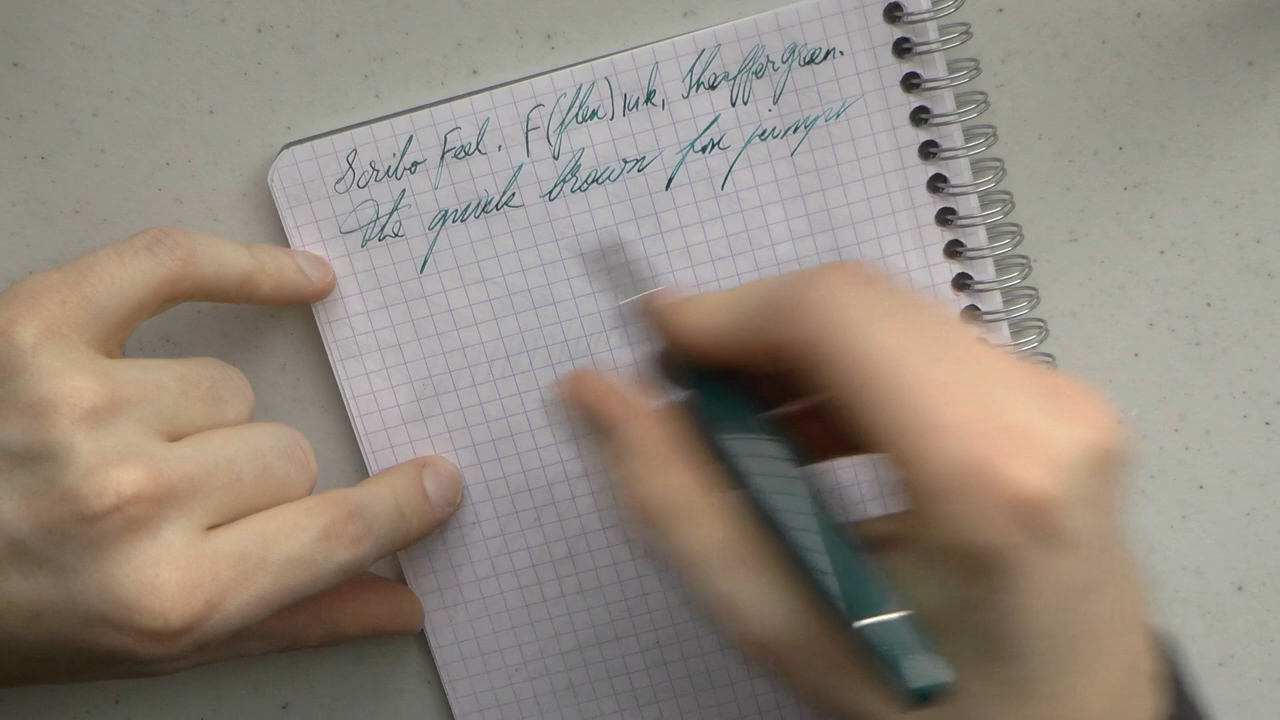 Scribo Feel. F(flex) ink, Sheaffer green.
The quick brown fox jumps